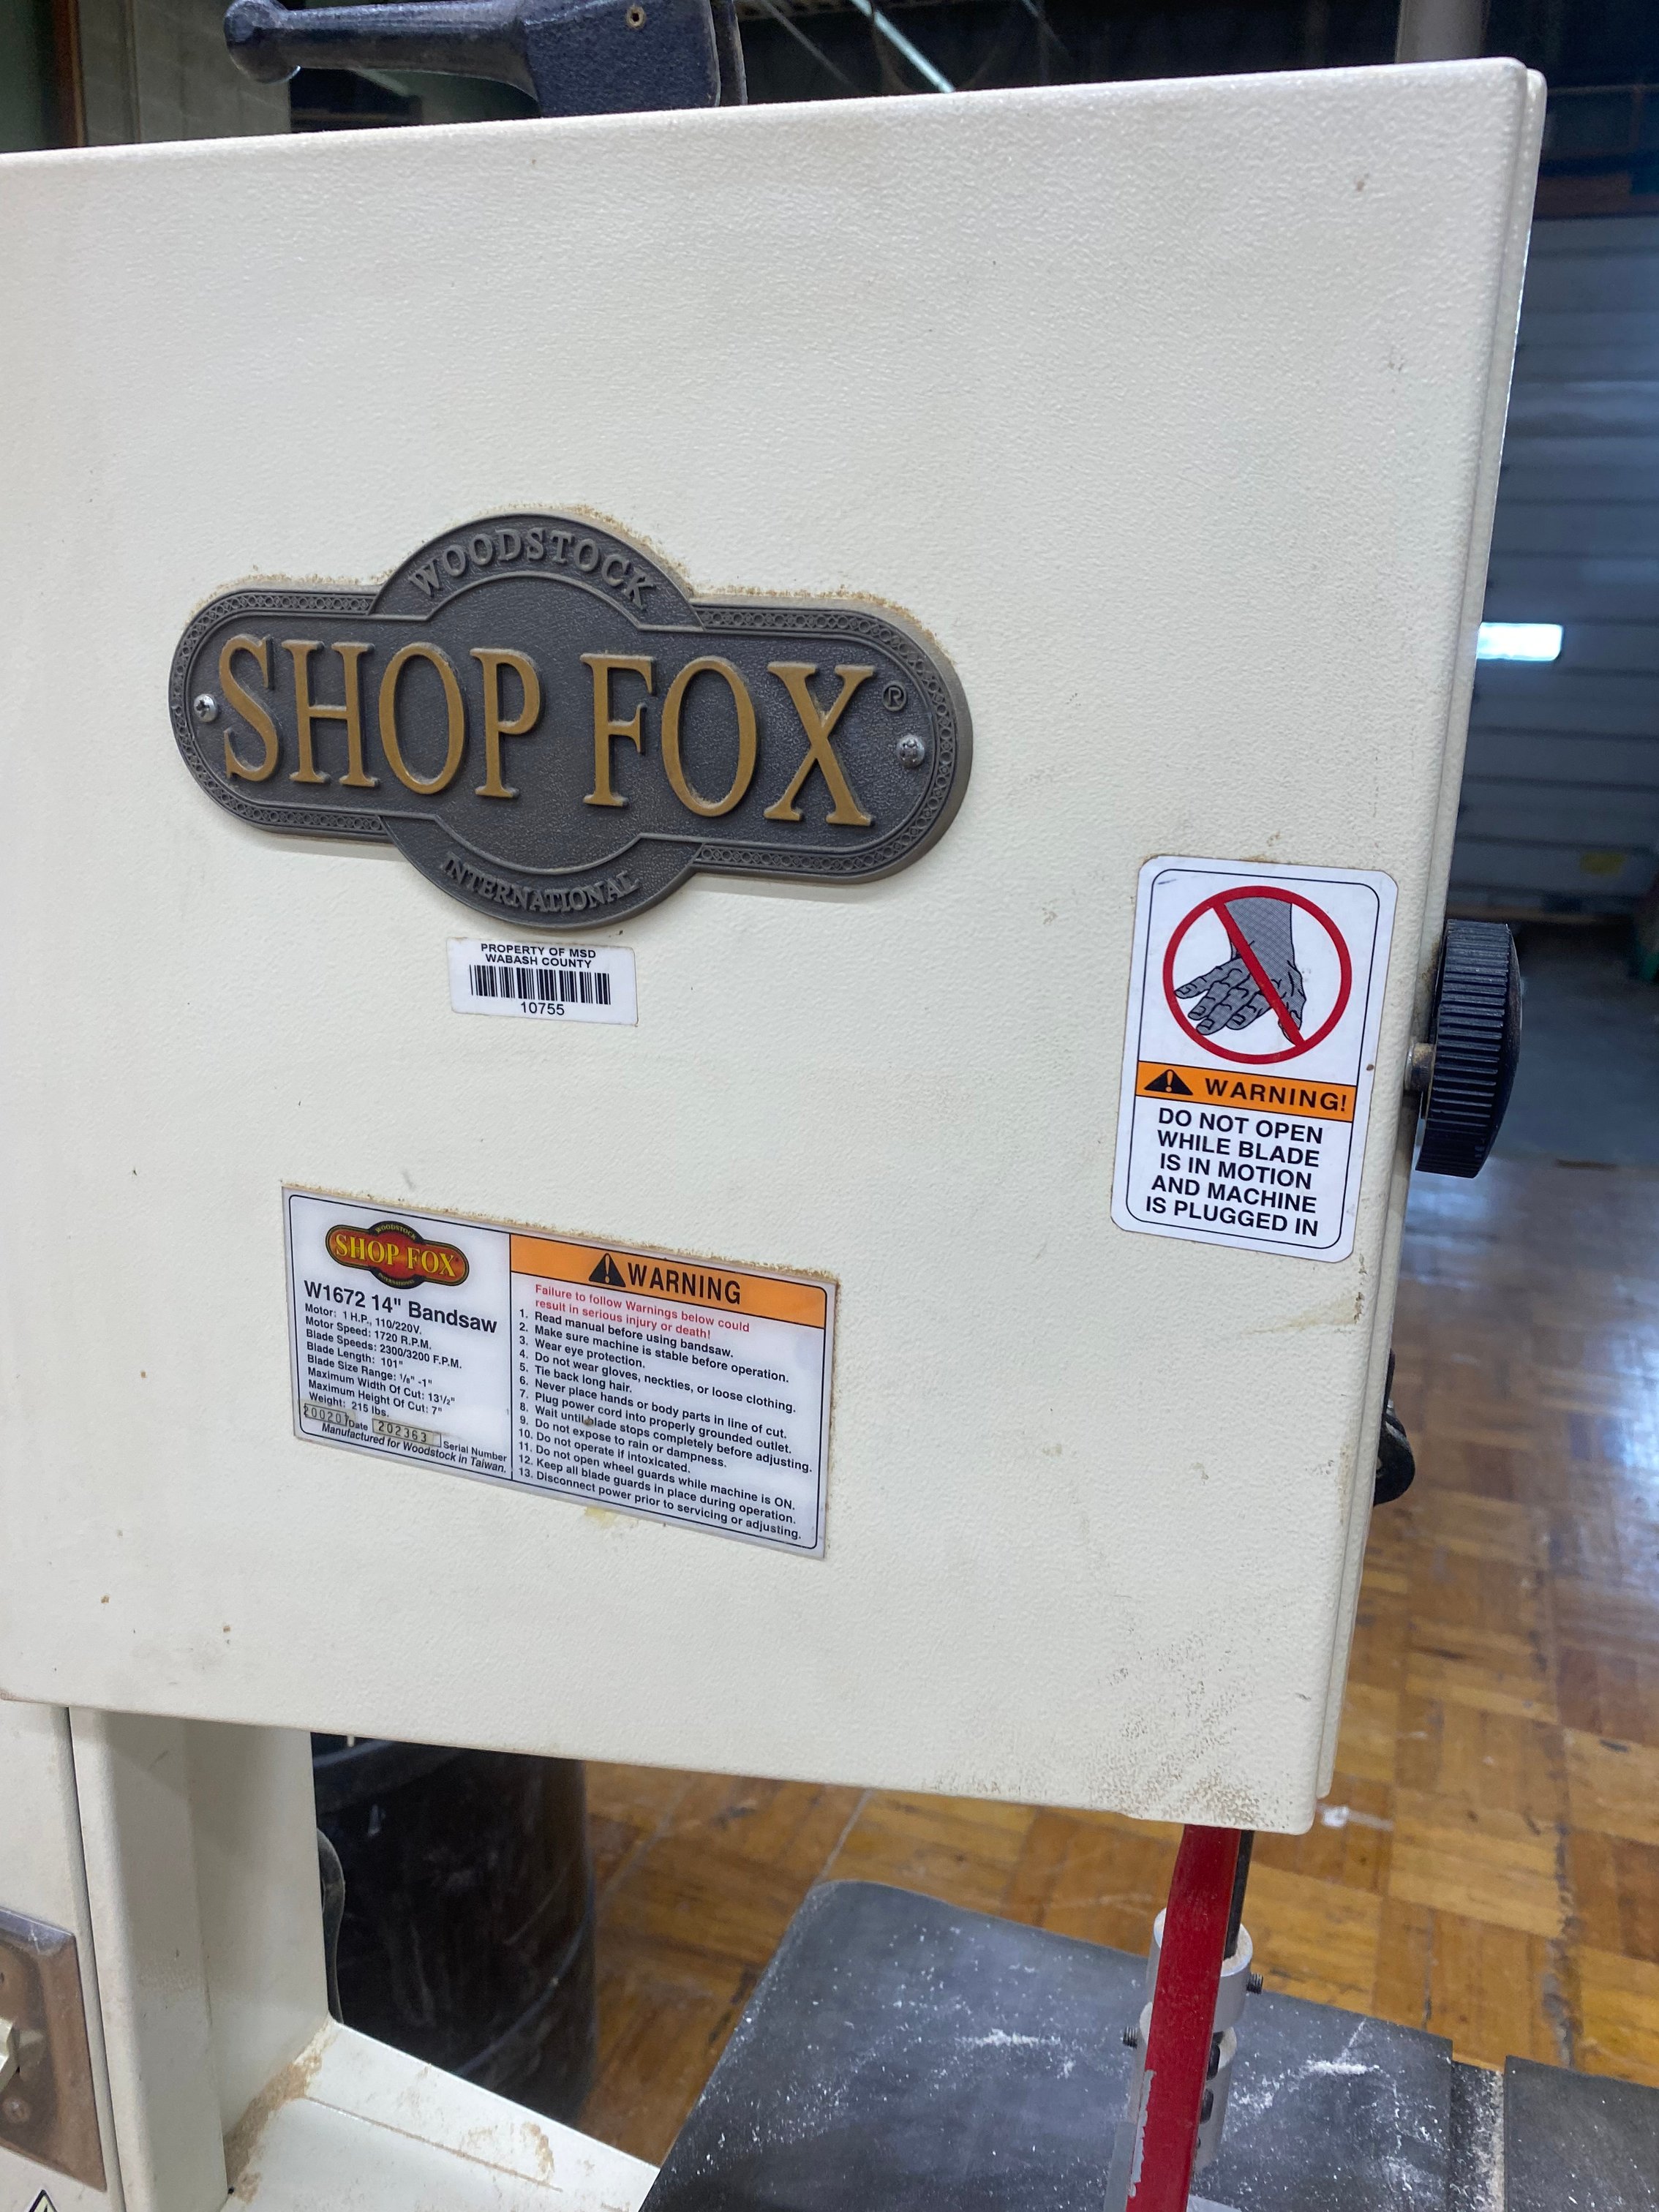 WOODSTOCK
SHOP FOX®
INTERNATIONAL
PROPERTY OF MSD
WABASH COUNTY
10755
WARNING!
DO NOT OPEN
WHILE BLADE
IS IN MOTION
AND MACHINE
IS PLUGGED IN
WOODSTOCK
SHOP FOX
INTERNATIONAL
W1672 14" Bandsaw
Motor: 1 H.P., 110/220V.
Motor Speed: 1720 R.P.M.
Blade Speeds: 2300/3200 F.P.M.
Blade Length: 101"
Blade Size Range: 1/8" -1"
Maximum Width Of Cut: 13 1/2"
Maximum Height Of Cut: 7"
Weight: 215 lbs.
Date 202363 Serial Number
Manufactured for Woodstock in Taiwan.
WARNING
Failure to follow Warnings below could
result in serious injury or death!
1. Read manual before using bandsaw.
2. Make sure machine is stable before operation.
3. Wear eye protection.
4. Do not wear gloves, neckties, or loose clothing.
5. Tie back long hair.
6. Never place hands or body parts in line of cut.
7. Plug power cord into properly grounded outlet.
8. Wait until blade stops completely before adjusting.
9. Do not expose to rain or dampness.
10. Do not operate if intoxicated.
11. Do not open wheel guards while machine is ON.
12. Keep all blade guards in place during operation.
13. Disconnect power prior to servicing or adjusting.